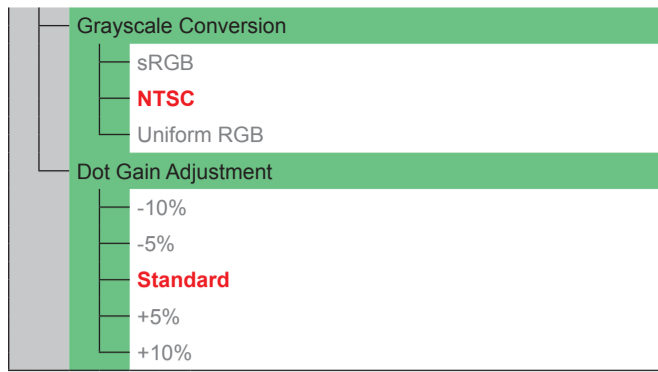 Grayscale Conversion
sRGB
NTSC
Uniform RGB
Dot Gain Adjustment
-10%
-5%
Standard
+5%
+10%